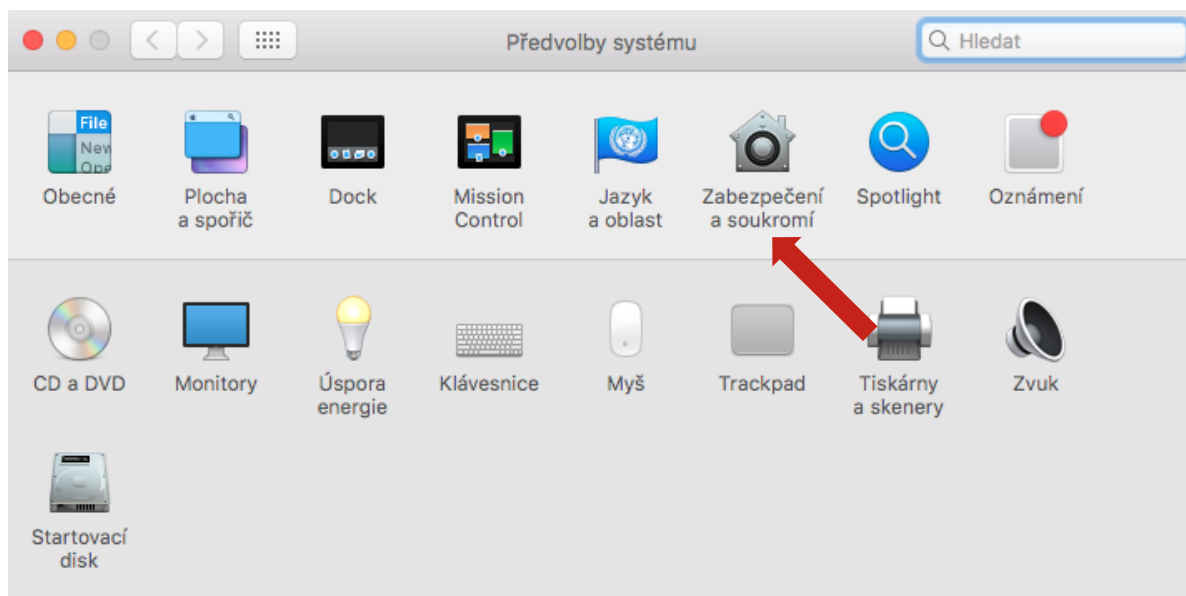 Předvolby systému
Hledat
File
New
Ope
Obecné
Plocha
a spořič
Dock
Mission
Control
Jazyk
a oblast
Zabezpečení
a soukromí
Spotlight
Oznámení
CD a DVD
Monitory
Úspora
energie
Klávesnice
Myš
Trackpad
Tiskárny
a skenery
Zvuk
Startovací
disk